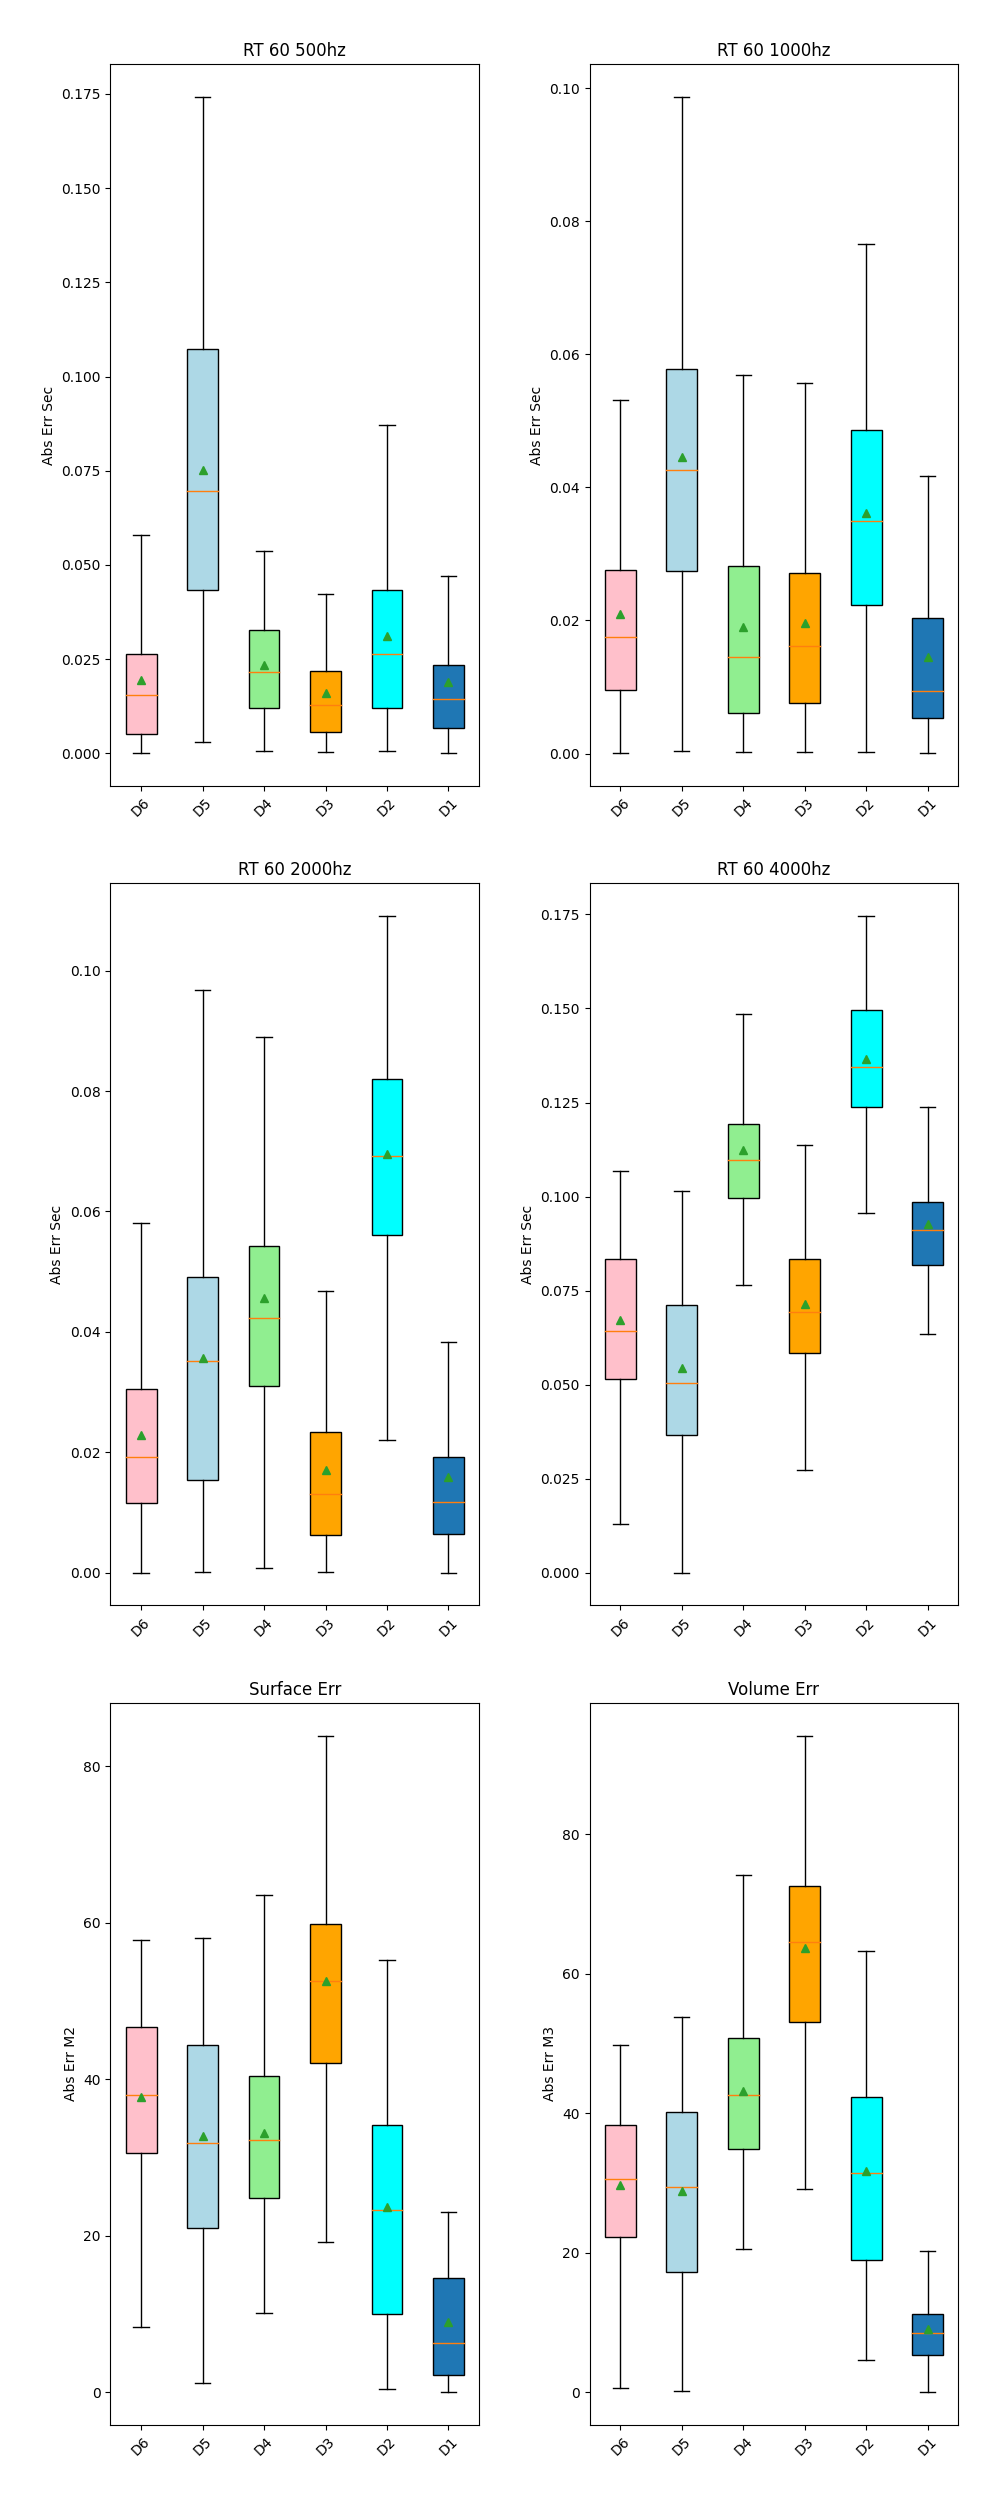 RT 60 500hz
Abs Err Sec
0.175
0.150
0.125
0.100
0.075
0.050
0.025
0.000
D6 D5 D4 D3 D2 D1
RT 60 1000hz
Abs Err Sec
0.10
0.08
0.06
0.04
0.02
0.00
D6 D5 D4 D3 D2 D1
RT 60 2000hz
Abs Err Sec
0.10
0.08
0.06
0.04
0.02
0.00
D6 D5 D4 D3 D2 D1
RT 60 4000hz
Abs Err Sec
0.175
0.150
0.125
0.100
0.075
0.050
0.025
0.000
D6 D5 D4 D3 D2 D1
Surface Err
Abs Err M2
80
60
40
20
0
D6 D5 D4 D3 D2 D1
Volume Err
Abs Err M3
80
60
40
20
0
D6 D5 D4 D3 D2 D1